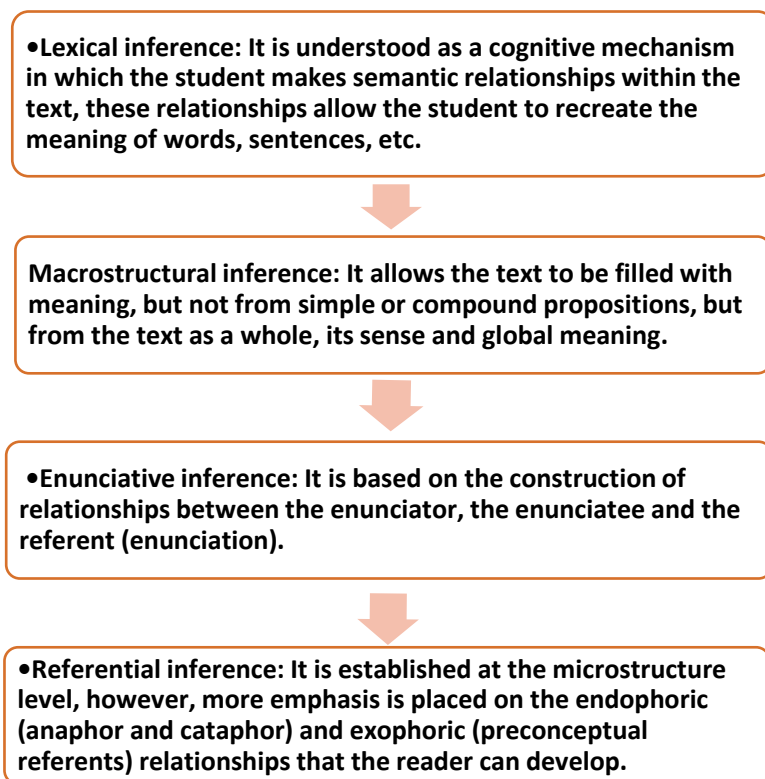 •Lexical inference: It is understood as a cognitive mechanism
in which the student makes semantic relationships within the
text, these relationships allow the student to recreate the
meaning of words, sentences, etc.
Macrostructural inference: It allows the text to be filled with
meaning, but not from simple or compound propositions, but
from the text as a whole, its sense and global meaning.
•Enunciative inference: It is based on the construction of
relationships between the enunciator, the enunciatee and the
referent (enunciation).
•Referential inference: It is established at the microstructure
level, however, more emphasis is placed on the endophoric
(anaphor and cataphor) and exophoric (preconceptual
referents) relationships that the reader can develop.